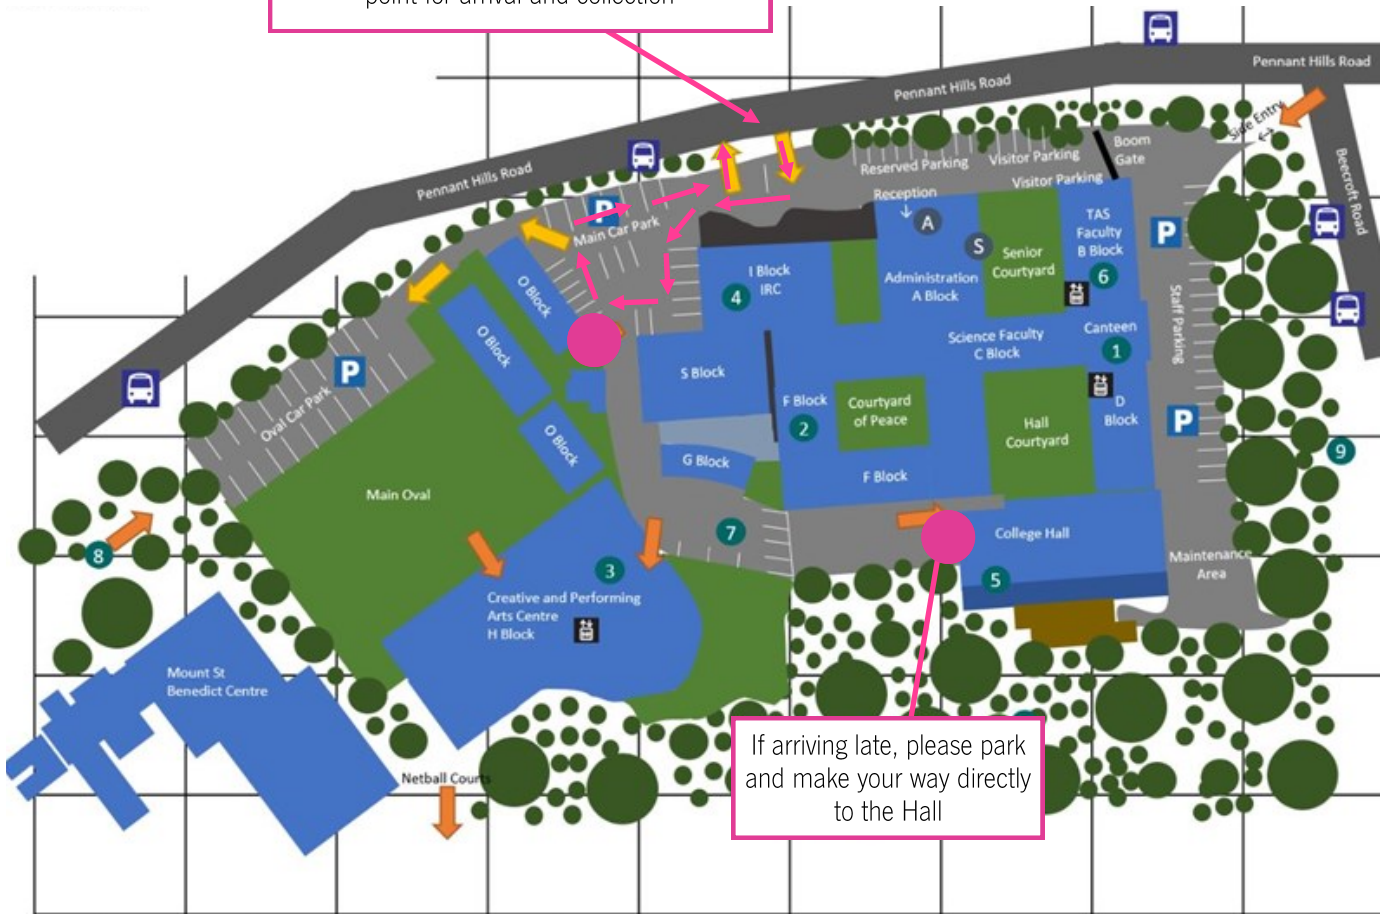 point for arrival and collection
Pennant Hills Road
Pennant Hills Road
Side Entry
Pennant Hills Road
Boom
Gate
Reserved Parking
Visitor Parking
Visitor Parking
Beecroft Road
P
Main Car Park
Reception
A
TAS
Faculty
B Block
6
P
S
Senior
Courtyard
I Block
IRC
4
Administration
A Block
O Block
O Block
O Block
Staff Parking
Science Faculty
C Block
Canteen
1
P
Oval Car Park
S Block
F Block
2
Courtyard
of Peace
Hall
Courtyard
D
Block
P
9
G Block
F Block
Main Oval
7
College Hall
8
3
5
Maintenance
Area
Creative and Performing
Arts Centre
H Block
Mount St
Benedict Centre
Netball Courts
If arriving late, please park
and make your way directly
to the Hall